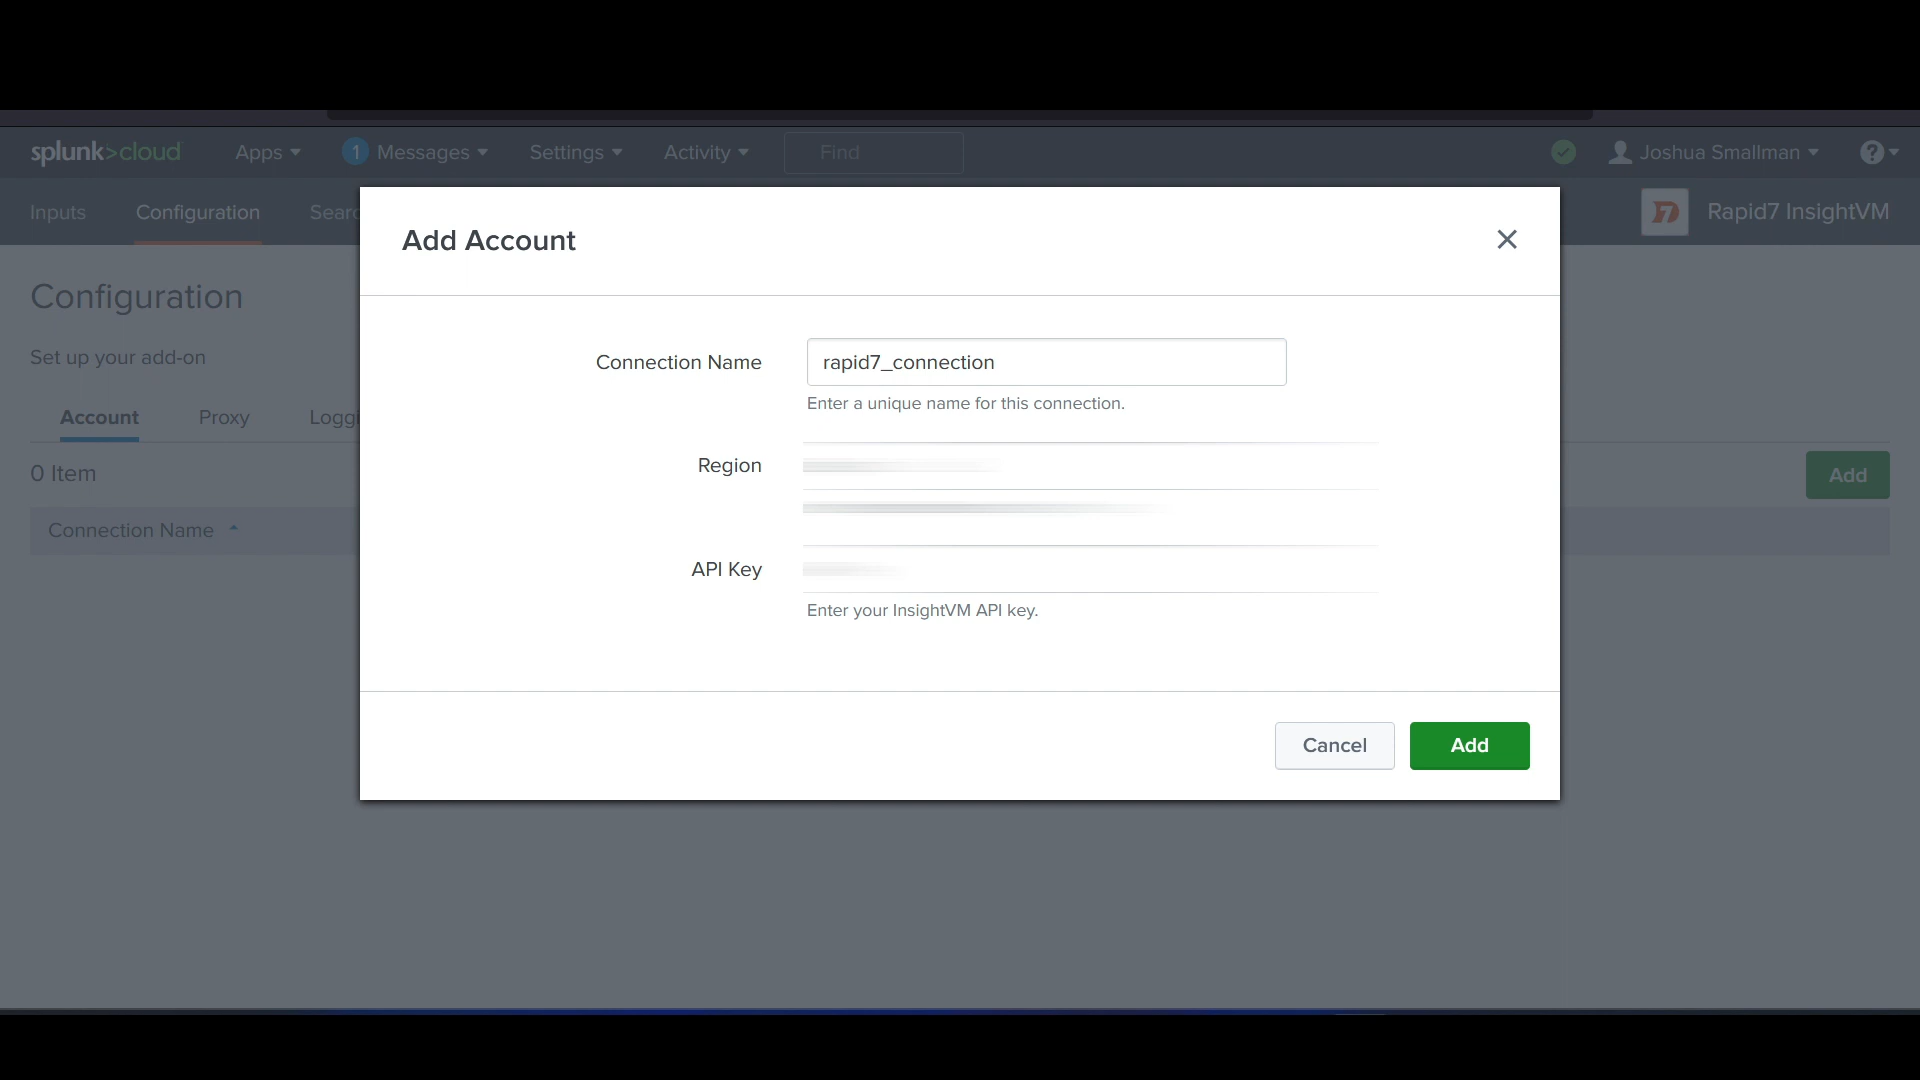 splunk>cloud Apps 1 Messages Settings Activity Find Joshua Smallman ?
Inputs Configuration Searc Rapid7 InsightVM
Add Account
Configuration
Set up your add-on
Connection Name rapid7_connection
Enter a unique name for this connection.
Account Proxy Loggi
Region
0 Item Add
Connection Name
API Key
Enter your InsightVM API key.
Cancel Add